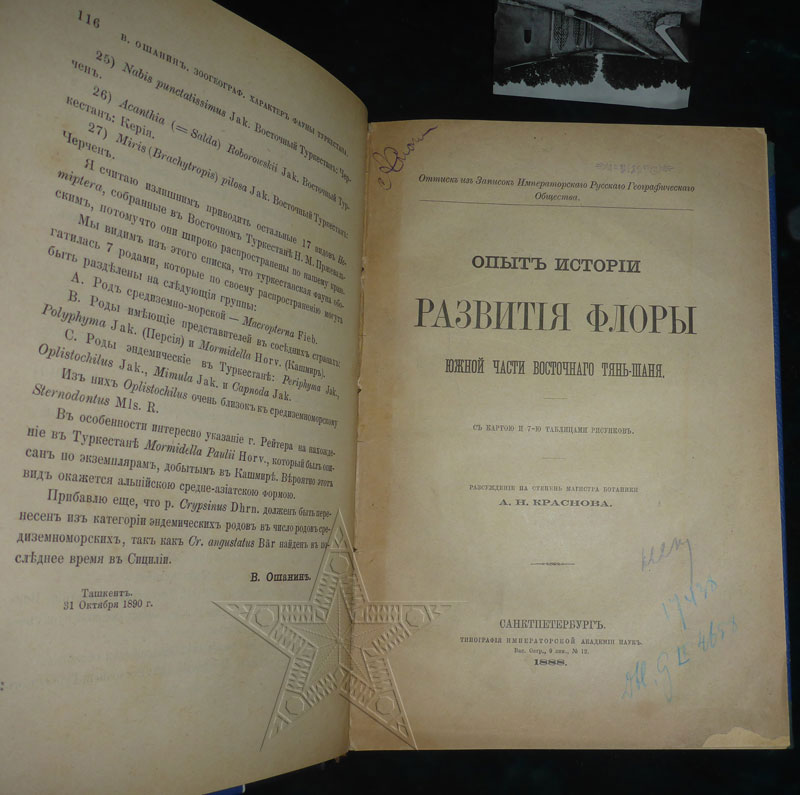 116
В. ОШАНИНЪ, ЗООГЕОГРАФ. ХАРАКТЕРЪ ФАУНЫ ТУРКЕСТАНА.
25) Nabis punctatissimus Jak. Восточный Туркестанъ: Чер-
ченъ.
26) Acanthia (= Salda) Roborowskii Jak. Восточный Тур-
кестанъ: Керія.
27) Miris (Brachytropis) pilosa Jak. Восточный Туркестанъ:
Черченъ.
Я считаю излишнимъ приводить остальные 17 видовъ He-
miptera, собранные въ Восточномъ Туркестанѣ Н. М. Пржеваль-
скимъ, потому что они широко распространены по нашему краю.
Мы видимъ изъ этого списка, что туркестанская фауна обо-
гатилась 7 родами, которые по своему распространенію могутъ
быть раздѣлены на слѣдующія группы:
A. Родъ средиземно-морской — Macropterna Fieb.
B. Роды имѣющіе представителей въ сосѣднихъ странахъ:
Polyphyma Jak. (Персія) и Mormidella Horv. (Кашмиръ).
C. Роды эндемическіе въ Туркестанѣ: Periphyma Jak.,
Oplistochilus Jak., Mimula Jak. и Capnoda Jak.
Изъ нихъ Oplistochilus очень близокъ къ средиземноморскому
Sternodontus Mls. R.
Въ особенности интересно указаніе г. Рейтера на нахожде-
ніе въ Туркестанѣ Mormidella Paulii Horv., который былъ опи-
санъ по экземплярамъ, добытымъ въ Кашмирѣ. Вѣроятно этотъ
видъ окажется альпійскою средне-азіатскою формою.
Прибавлю еще, что р. Crypsinus Dhrn. долженъ быть пере-
несенъ изъ категоріи эндемическихъ родовъ въ число родовъ сре-
диземноморскихъ, такъ какъ Cr. angustatus Bär найденъ въ по-
слѣднее время въ Сициліи.
В. Ошанинъ.
Ташкентъ.
31 Октября 1890 г.
Оттискъ изъ Записокъ Императорскаго Русскаго Географическаго
Общества.
ОПЫТЪ ИСТОРІИ
РАЗВИТІЯ ФЛОРЫ
ЮЖНОЙ ЧАСТИ ВОСТОЧНАГО ТЯНЬ-ШАНЯ.
СЪ КАРТОЮ И 7-Ю ТАБЛИЦАМИ РИСУНКОВЪ.
РАЗСУЖДЕНІЕ НА СТЕПЕНЬ МАГИСТРА БОТАНИКИ
А. Н. КРАСНОВА.
САНКТПЕТЕРБУРГЪ.
ТИПОГРАФІЯ ИМПЕРАТОРСКОЙ АКАДЕМІИ НАУКЪ.
Вас. Остр., 9 лин., № 12.
1888.